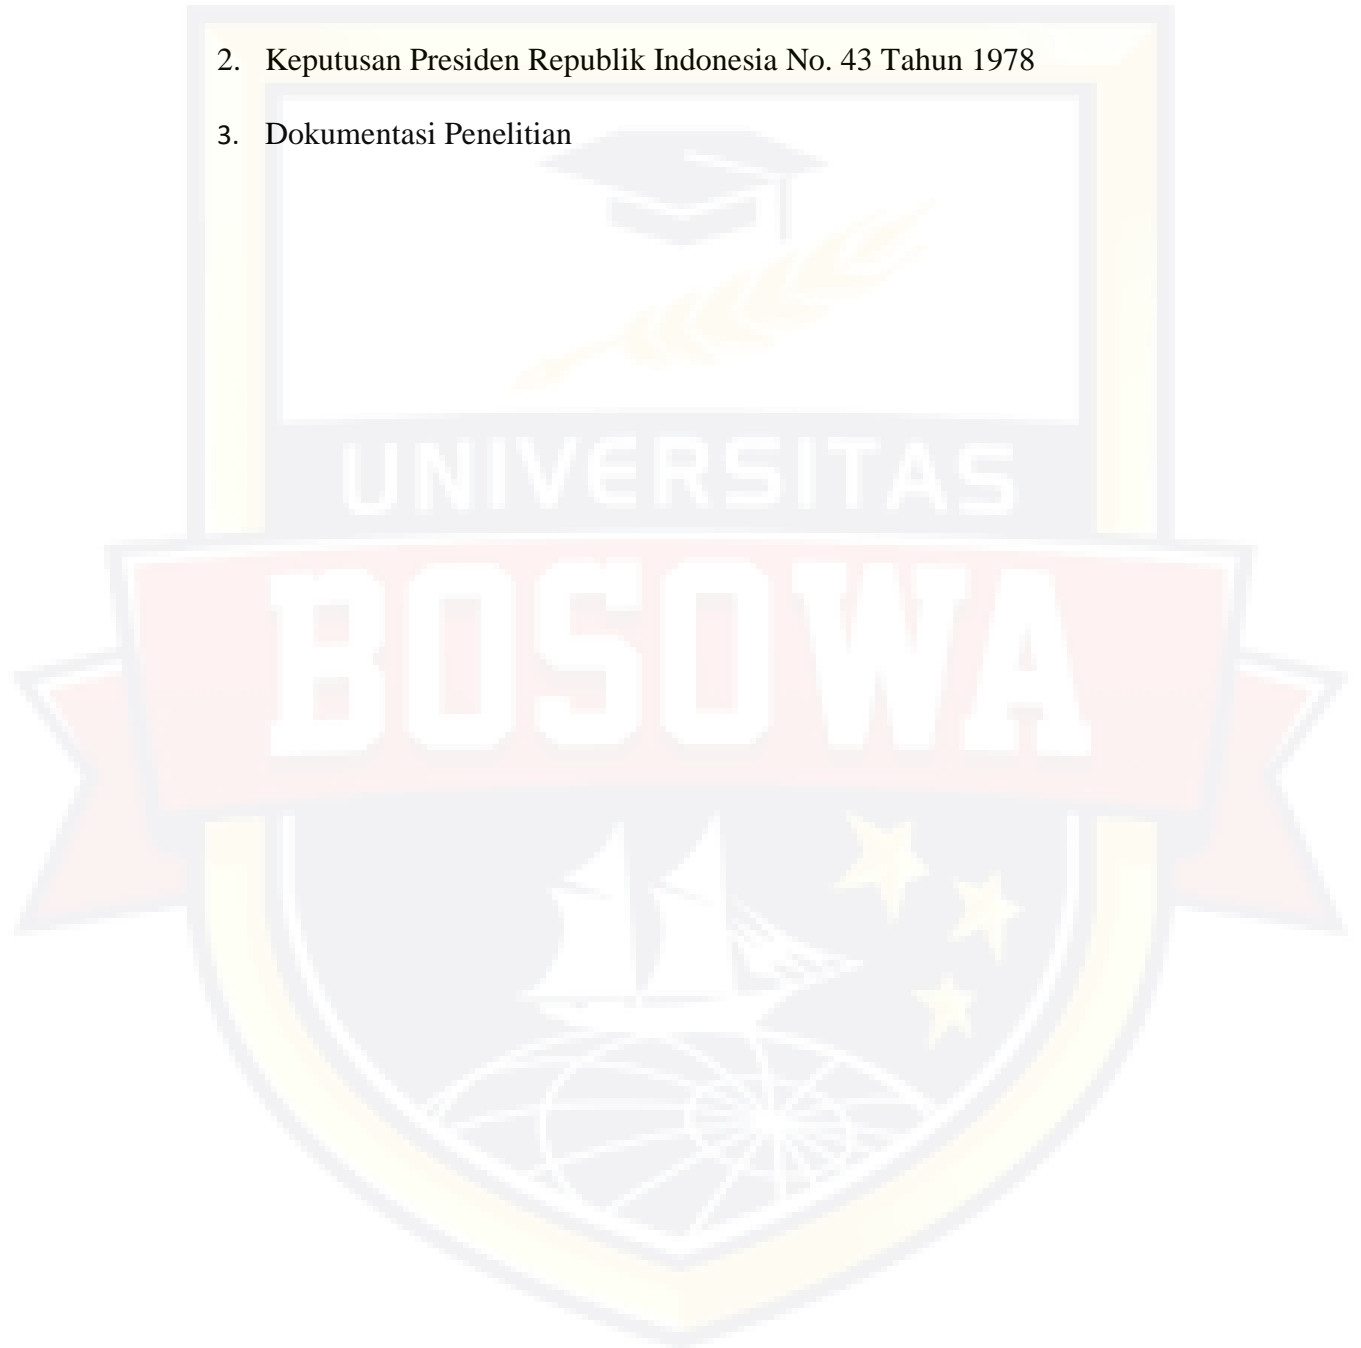 2. Keputusan Presiden Republik Indonesia No. 43 Tahun 1978
3. Dokumentasi Penelitian
UNIVERSITAS
BOSOWA